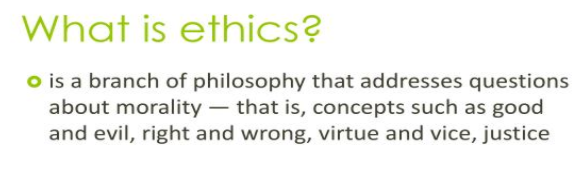 What is ethics?
is a branch of philosophy that addresses questions
about morality — that is, concepts such as good
and evil, right and wrong, virtue and vice, justice